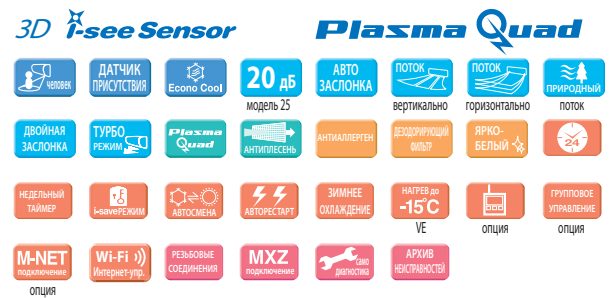 3D i-see Sensor
Plasma Quad
человек
ДАТЧИК
ПРИСУТСТВИЯ
Econo Cool
20 дБ
модель 25
АВТО
ЗАСЛОНКА
ПОТОК
вертикально
ПОТОК
горизонтально
ПРИРОДНЫЙ
поток
ДВОЙНАЯ
ЗАСЛОНКА
ТУРБО
РЕЖИМ
Plasma
Quad
АНТИПЛЕСЕНЬ
АНТИАЛЛЕРГЕН
ДЕЗОДОРИРУЮЩИЙ
ФИЛЬТР
ЯРКО-
БЕЛЫЙ
24
НЕДЕЛЬНЫЙ
ТАЙМЕР
i-saveРЕЖИМ
АВТОСМЕНА
АВТОРЕСТАРТ
ЗИМНЕЕ
ОХЛАЖДЕНИЕ
НАГРЕВ до
-15°C
VE
опция
ГРУППОВОЕ
УПРАВЛЕНИЕ
опция
M-NET
подключение
опция
Wi-Fi
Интернет-упр.
РЕЗЬБОВЫЕ
СОЕДИНЕНИЯ
MXZ
подключение
само
диагностика
АРХИВ
НЕИСПРАВНОСТЕЙ